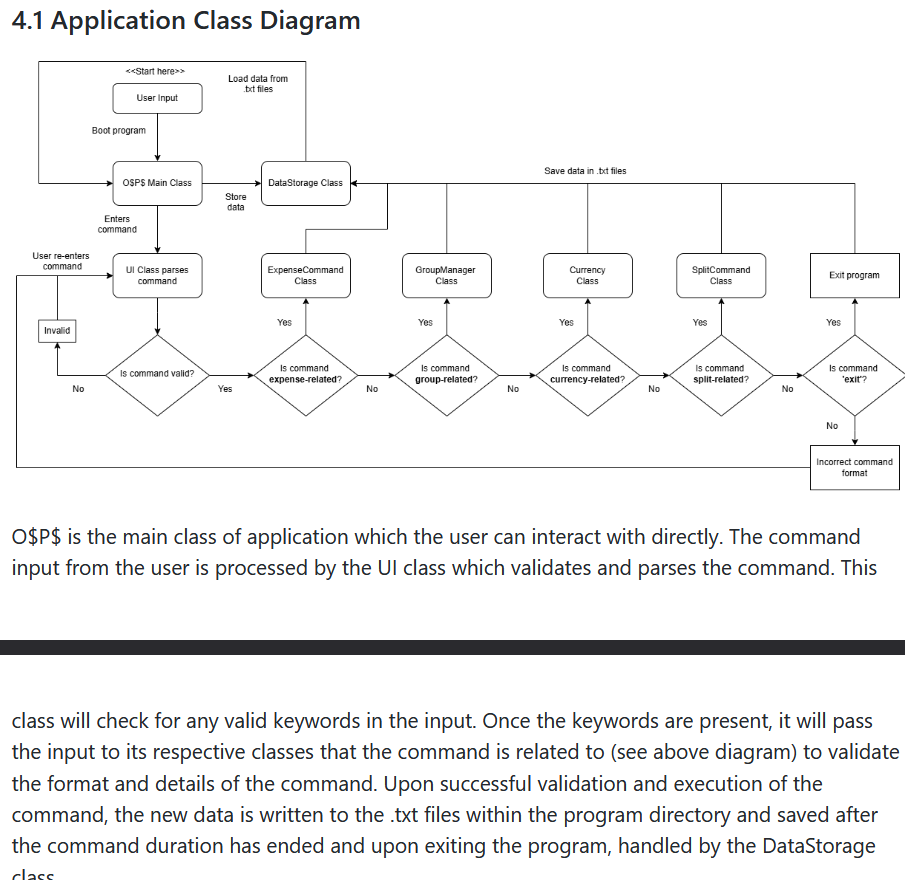 4.1 Application Class Diagram
<<Start here>>
Load data from
.txt files
User Input
Boot program
O$P$ Main Class
Store
data
DataStorage Class
Save data in .txt files
Enters
command
User re-enters
command
UI Class parses
command
ExpenseCommand
Class
GroupManager
Class
Currency
Class
SplitCommand
Class
Exit program
Invalid
Yes
Yes
Yes
Yes
Yes
Is command valid?
Is command
expense-related?
Is command
group-related?
Is command
currency-related?
Is command
split-related?
Is command
'exit'?
No
Yes
No
No
No
No
No
Incorrect command
format
O$P$ is the main class of application which the user can interact with directly. The command
input from the user is processed by the UI class which validates and parses the command. This
class will check for any valid keywords in the input. Once the keywords are present, it will pass
the input to its respective classes that the command is related to (see above diagram) to validate
the format and details of the command. Upon successful validation and execution of the
command, the new data is written to the .txt files within the program directory and saved after
the command duration has ended and upon exiting the program, handled by the DataStorage
class